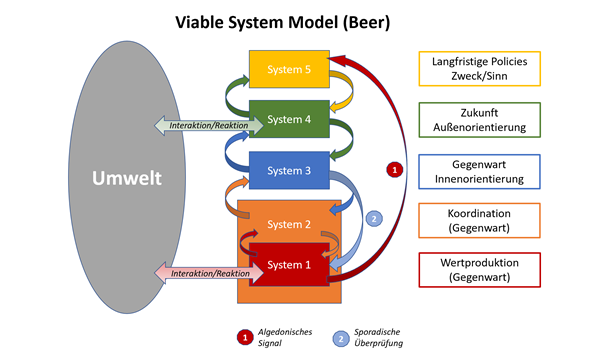 Viable System Model (Beer)
Umwelt
Interaktion/Reaktion
Interaktion/Reaktion
System 5
System 4
System 3
System 2
System 1
1
2
Langfristige Policies
Zweck/Sinn
Zukunft
Außenorientierung
Gegenwart
Innenorientierung
Koordination
(Gegenwart)
Wertproduktion
(Gegenwart)
1
Algedonisches
Signal
2
Sporadische
Überprüfung